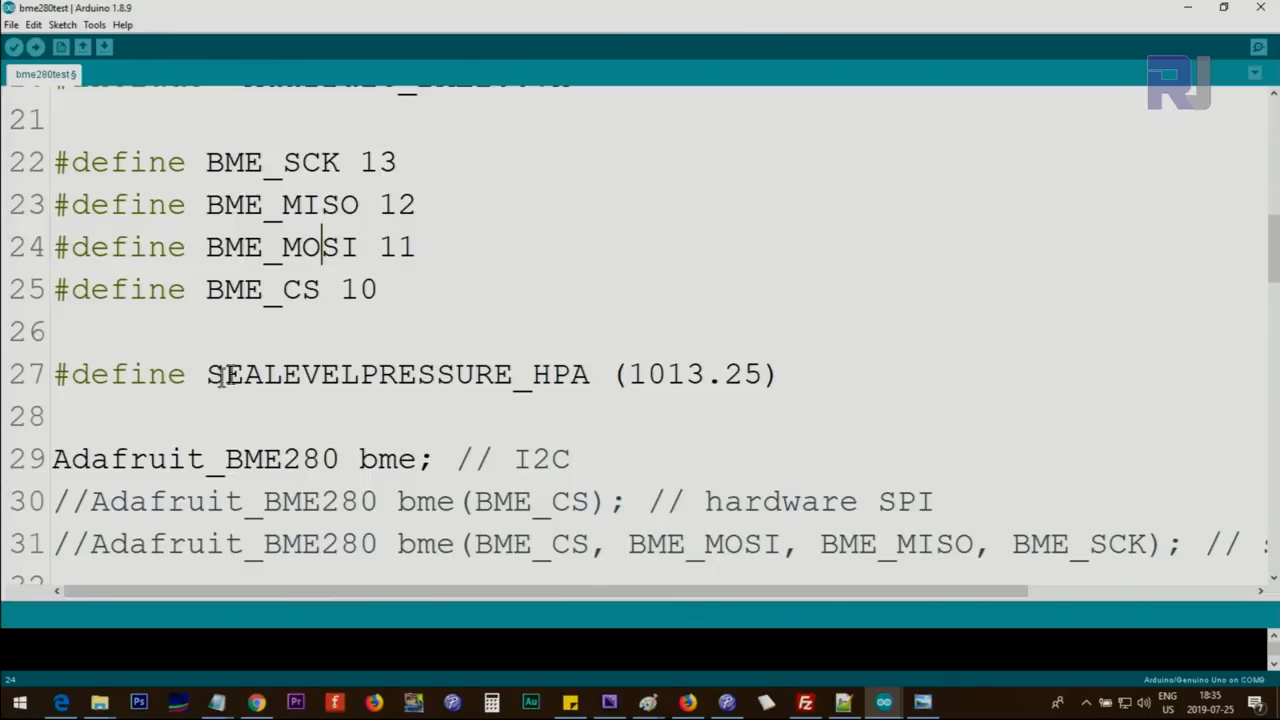 bme280test | Arduino 1.8.9
File Edit Sketch Tools Help
bme280test §
RJ
21
22 #define BME_SCK 13
23 #define BME_MISO 12
24 #define BME_MOSI 11
25 #define BME_CS 10
26
27 #define SEALEVELPRESSURE_HPA (1013.25)
28
29 Adafruit_BME280 bme; // I2C
30 //Adafruit_BME280 bme(BME_CS); // hardware SPI
31 //Adafruit_BME280 bme(BME_CS, BME_MOSI, BME_MISO, BME_SCK); //
24
Arduino/Genuino Uno on COM9
ENG 18:35
US 2019-07-25